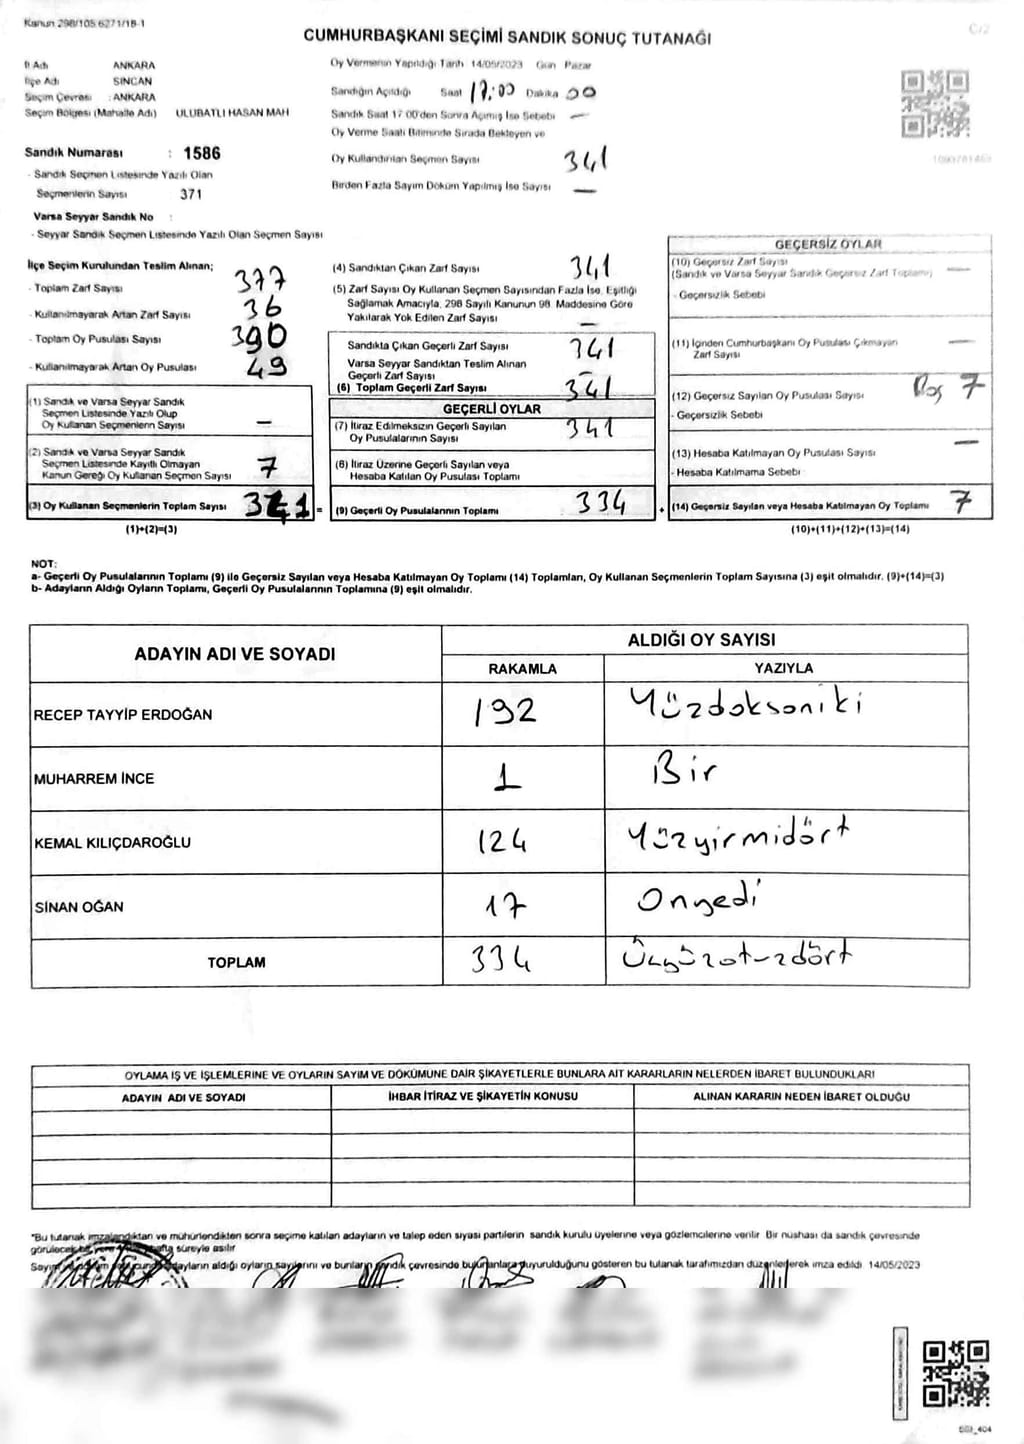 Kanun 298/105 6271/18-1
CUMHURBAŞKANI SEÇİMİ SANDIK SONUÇ TUTANAĞI
C/2
İl Adı ANKARA
İlçe Adı SİNCAN
Seçim Çevresi : ANKARA
Seçim Bölgesi (Mahalle Adı) ULUBATLI HASAN MAH
Sandık Numarası : 1586
- Sandık Seçmen Listesinde Yazılı Olan
Seçmenlerin Sayısı 371
Varsa Seyyar Sandık No :
- Seyyar Sandık Seçmen Listesinde Yazılı Olan Seçmen Sayısı
Oy Vermenin Yapıldığı Tarih 14/05/2023 Gün Pazar
Sandığın Açıldığı Saat 17:00 Dakika 00
Sandık Saat 17 00'den Sonra Açılmış İse Sebebi —
Oy Verme Saati Bitiminde Sırada Bekleyen ve
Oy Kullandırılan Seçmen Sayısı 341
Birden Fazla Sayım Döküm Yapılmış İse Sayısı —
İlçe Seçim Kurulundan Teslim Alınan;
- Toplam Zarf Sayısı 377
- Kullanılmayarak Artan Zarf Sayısı 36
- Toplam Oy Pusulası Sayısı 390
- Kullanılmayarak Artan Oy Pusulası 49
(1) Sandık ve Varsa Seyyar Sandık
Seçmen Listesinde Yazılı Olup
Oy Kullanan Seçmenlerin Sayısı —
(2) Sandık ve Varsa Seyyar Sandık
Seçmen Listesinde Kayıtlı Olmayan
Kanun Gereği Oy Kullanan Seçmen Sayısı 7
(3) Oy Kullanan Seçmenlerin Toplam Sayısı 341 =
(1)+(2)=(3)
(4) Sandıktan Çıkan Zarf Sayısı 341
(5) Zarf Sayısı Oy Kullanan Seçmen Sayısından Fazla İse, Eşitliği
Sağlamak Amacıyla, 298 Sayılı Kanunun 98. Maddesine Göre
Yakılarak Yok Edilen Zarf Sayısı —
Sandıkta Çıkan Geçerli Zarf Sayısı 341
Varsa Seyyar Sandıktan Teslim Alınan
Geçerli Zarf Sayısı
(6) Toplam Geçerli Zarf Sayısı 341
GEÇERLİ OYLAR
(7) İtiraz Edilmeksizin Geçerli Sayılan
Oy Pusulalarının Sayısı 341
(8) İtiraz Üzerine Geçerli Sayılan veya
Hesaba Katılan Oy Pusulası Toplamı
(9) Geçerli Oy Pusulalarının Toplamı 334 +
GEÇERSİZ OYLAR
(10) Geçersiz Zarf Sayısı
(Sandık ve Varsa Seyyar Sandık Geçersiz Zarf Toplamı) —
- Geçersizlik Sebebi
(11) İçinden Cumhurbaşkanı Oy Pusulası Çıkmayan
Zarf Sayısı —
(12) Geçersiz Sayılan Oy Pusulası Sayısı Boş 7
- Geçersizlik Sebebi
(13) Hesaba Katılmayan Oy Pusulası Sayısı —
- Hesaba Katılmama Sebebi
(14) Geçersiz Sayılan veya Hesaba Katılmayan Oy Toplamı 7
(10)+(11)+(12)+(13)=(14)
NOT:
a- Geçerli Oy Pusulalarının Toplamı (9) ile Geçersiz Sayılan veya Hesaba Katılmayan Oy Toplamı (14) Toplamları, Oy Kullanan Seçmenlerin Toplam Sayısına (3) eşit olmalıdır. (9)+(14)=(3)
b- Adayların Aldığı Oyların Toplamı, Geçerli Oy Pusulalarının Toplamına (9) eşit olmalıdır.
ADAYIN ADI VE SOYADI ALDIĞI OY SAYISI
RAKAMLA YAZIYLA
RECEP TAYYİP ERDOĞAN 192 Yüzdoksaniki
MUHARREM İNCE 1 Bir
KEMAL KILIÇDAROĞLU 124 Yüzyirmidört
SİNAN OĞAN 17 Onyedi
TOPLAM 334 Üçyüzotuzdört
OYLAMA İŞ VE İŞLEMLERİNE VE OYLARIN SAYIM VE DÖKÜMÜNE DAİR ŞİKAYETLERLE BUNLARA AİT KARARLARIN NELERDEN İBARET BULUNDUKLARI
ADAYIN ADI VE SOYADI İHBAR İTİRAZ VE ŞİKAYETİN KONUSU ALINAN KARARIN NEDEN İBARET OLDUĞU
*Bu tutanak imzalandıktan ve mühürlendikten sonra seçime katılan adayların ve talep eden siyasi partilerin sandık kurulu üyelerine veya gözlemcilerine verilir Bir nüshası da sandık çevresinde
görülecek bir yere hafta süreyle asılır
Sayım adayların aldığı oyların sayılarını ve bunların sandık çevresinde bulunanlara duyurulduğunu gösteren bu tutanak tarafımızdan düzenlenerek imza edildi 14/05/2023